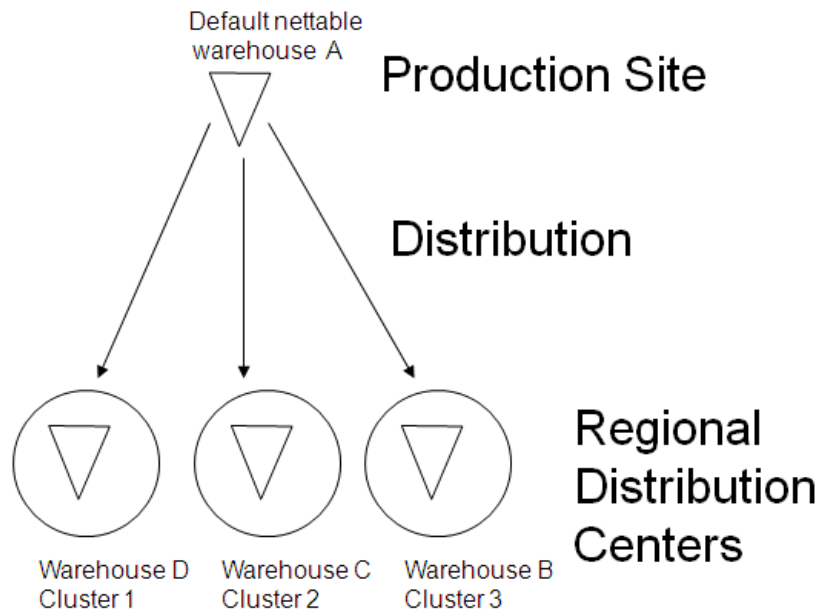 Default nettable
warehouse A
Production Site
Distribution
Regional
Distribution
Centers
Warehouse D
Cluster 1
Warehouse C
Cluster 2
Warehouse B
Cluster 3